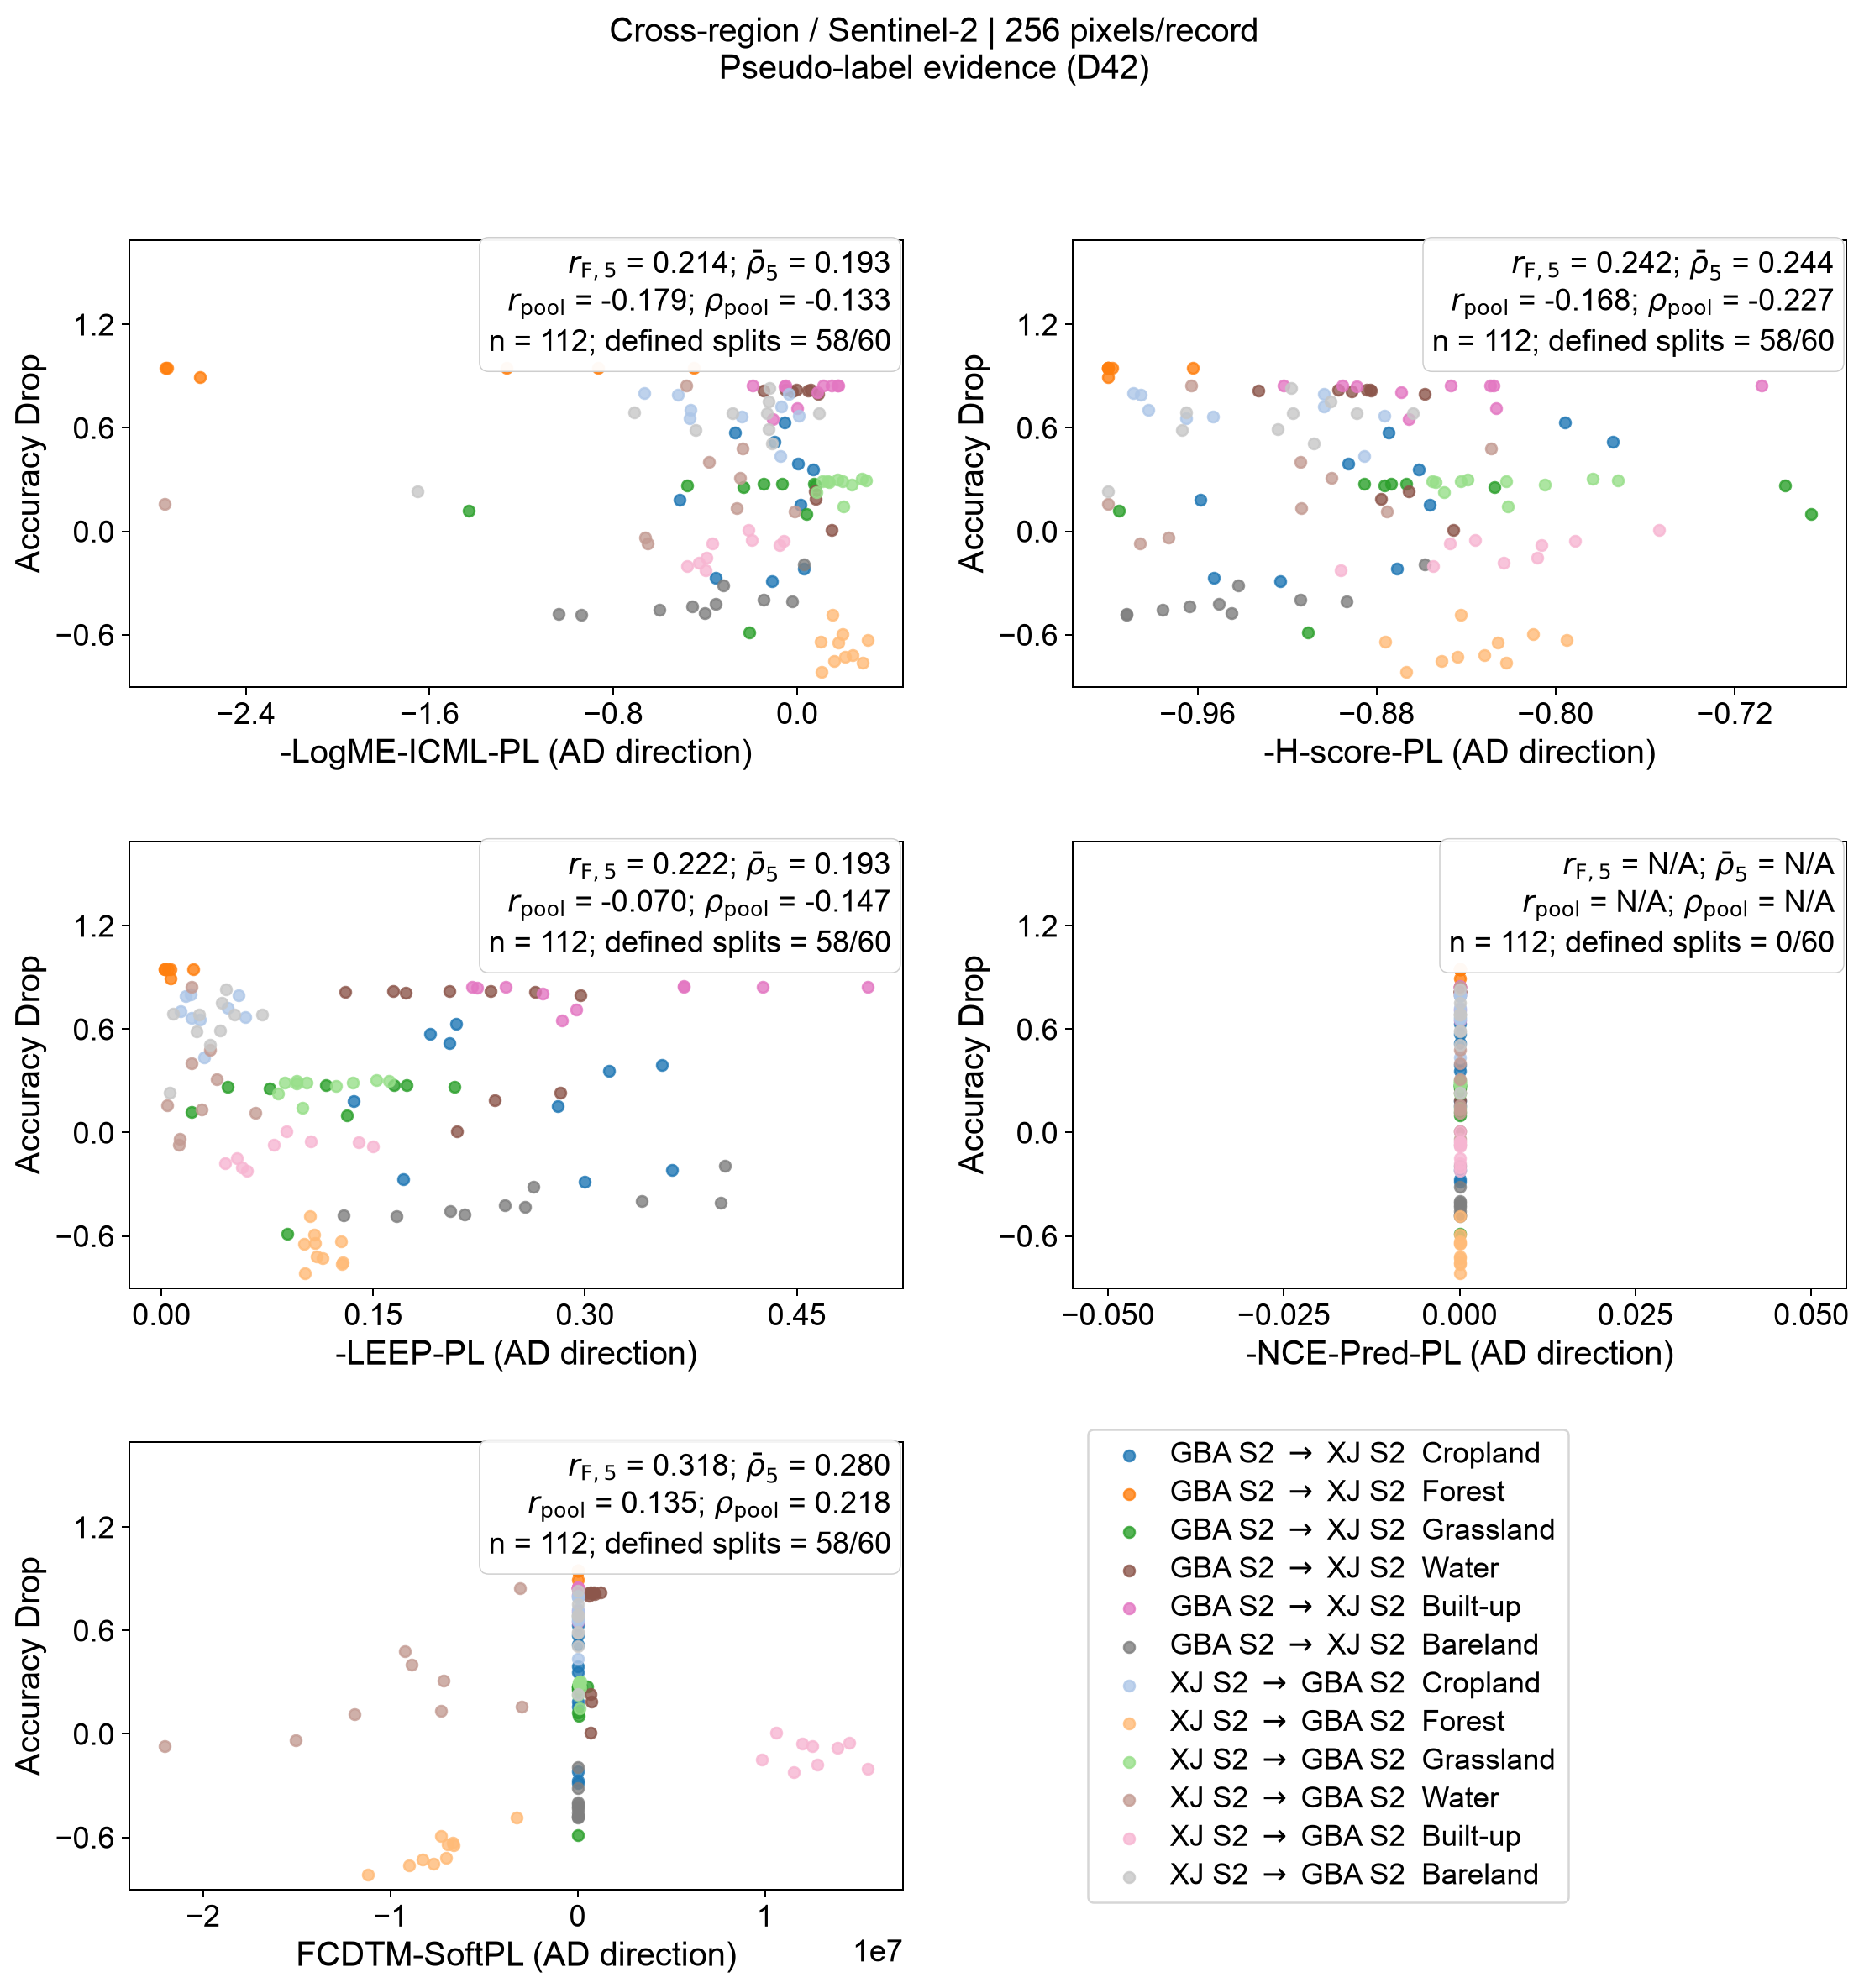 Cross-region / Sentinel-2 | 256 pixels/record
Pseudo-label evidence (D42)
r_F,5 = 0.214; ρ̄_5 = 0.193
r_pool = -0.179; ρ_pool = -0.133
n = 112; defined splits = 58/60
1.2
0.6
0.0
−0.6
Accuracy Drop
−2.4 −1.6 −0.8 0.0
-LogME-ICML-PL (AD direction)
r_F,5 = 0.242; ρ̄_5 = 0.244
r_pool = -0.168; ρ_pool = -0.227
n = 112; defined splits = 58/60
1.2
0.6
0.0
−0.6
Accuracy Drop
−0.96 −0.88 −0.80 −0.72
-H-score-PL (AD direction)
r_F,5 = 0.222; ρ̄_5 = 0.193
r_pool = -0.070; ρ_pool = -0.147
n = 112; defined splits = 58/60
1.2
0.6
0.0
−0.6
Accuracy Drop
0.00 0.15 0.30 0.45
-LEEP-PL (AD direction)
r_F,5 = N/A; ρ̄_5 = N/A
r_pool = N/A; ρ_pool = N/A
n = 112; defined splits = 0/60
1.2
0.6
0.0
−0.6
Accuracy Drop
−0.050 −0.025 0.000 0.025 0.050
-NCE-Pred-PL (AD direction)
r_F,5 = 0.318; ρ̄_5 = 0.280
r_pool = 0.135; ρ_pool = 0.218
n = 112; defined splits = 58/60
1.2
0.6
0.0
−0.6
Accuracy Drop
−2 −1 0 1
1e7
FCDTM-SoftPL (AD direction)
GBA S2 → XJ S2 Cropland
GBA S2 → XJ S2 Forest
GBA S2 → XJ S2 Grassland
GBA S2 → XJ S2 Water
GBA S2 → XJ S2 Built-up
GBA S2 → XJ S2 Bareland
XJ S2 → GBA S2 Cropland
XJ S2 → GBA S2 Forest
XJ S2 → GBA S2 Grassland
XJ S2 → GBA S2 Water
XJ S2 → GBA S2 Built-up
XJ S2 → GBA S2 Bareland